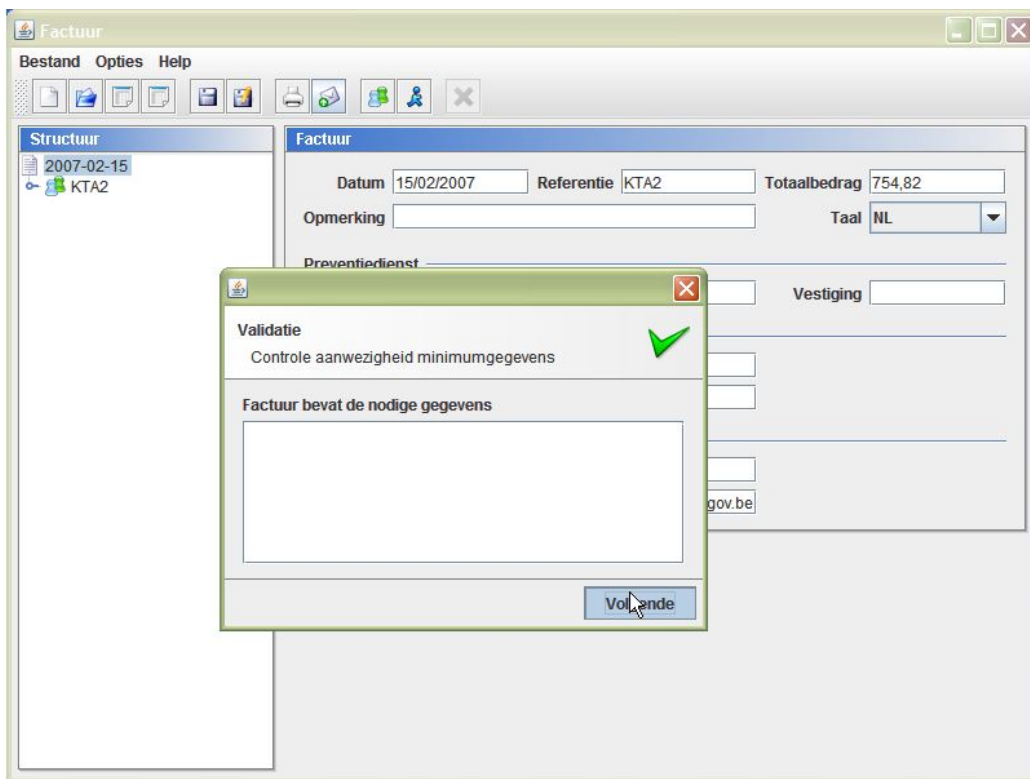 Factuur
Bestand Opties Help
Structuur
2007-02-15
KTA2
Factuur
Datum 15/02/2007 Referentie KTA2 Totaalbedrag 754,82
Opmerking Taal NL
Preventiedienst
Vestiging
gov.be
Validatie
Controle aanwezigheid minimumgegevens
Factuur bevat de nodige gegevens